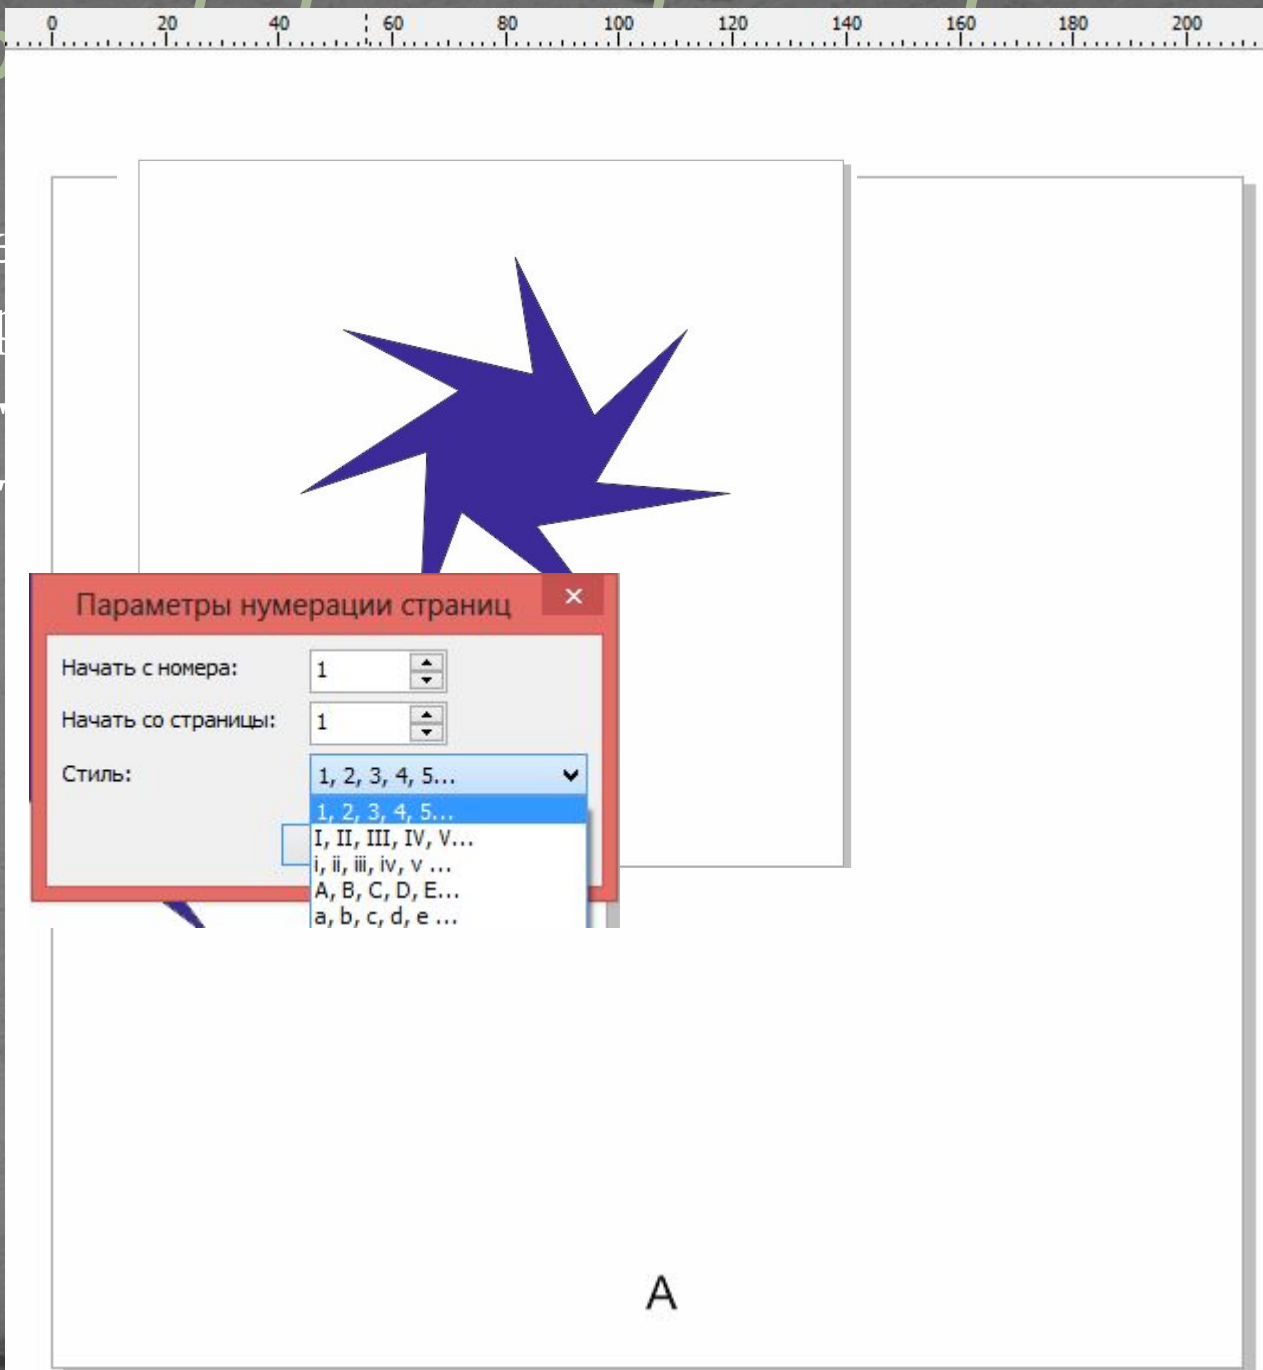 0 20 40 60 80 100 120 140 160 180 200
Параметры нумерации страниц
Начать с номера: 1
Начать со страницы: 1
Стиль: 1, 2, 3, 4, 5...
1, 2, 3, 4, 5...
I, II, III, IV, V...
i, ii, iii, iv, v ...
A, B, C, D, E...
a, b, c, d, e ...
A